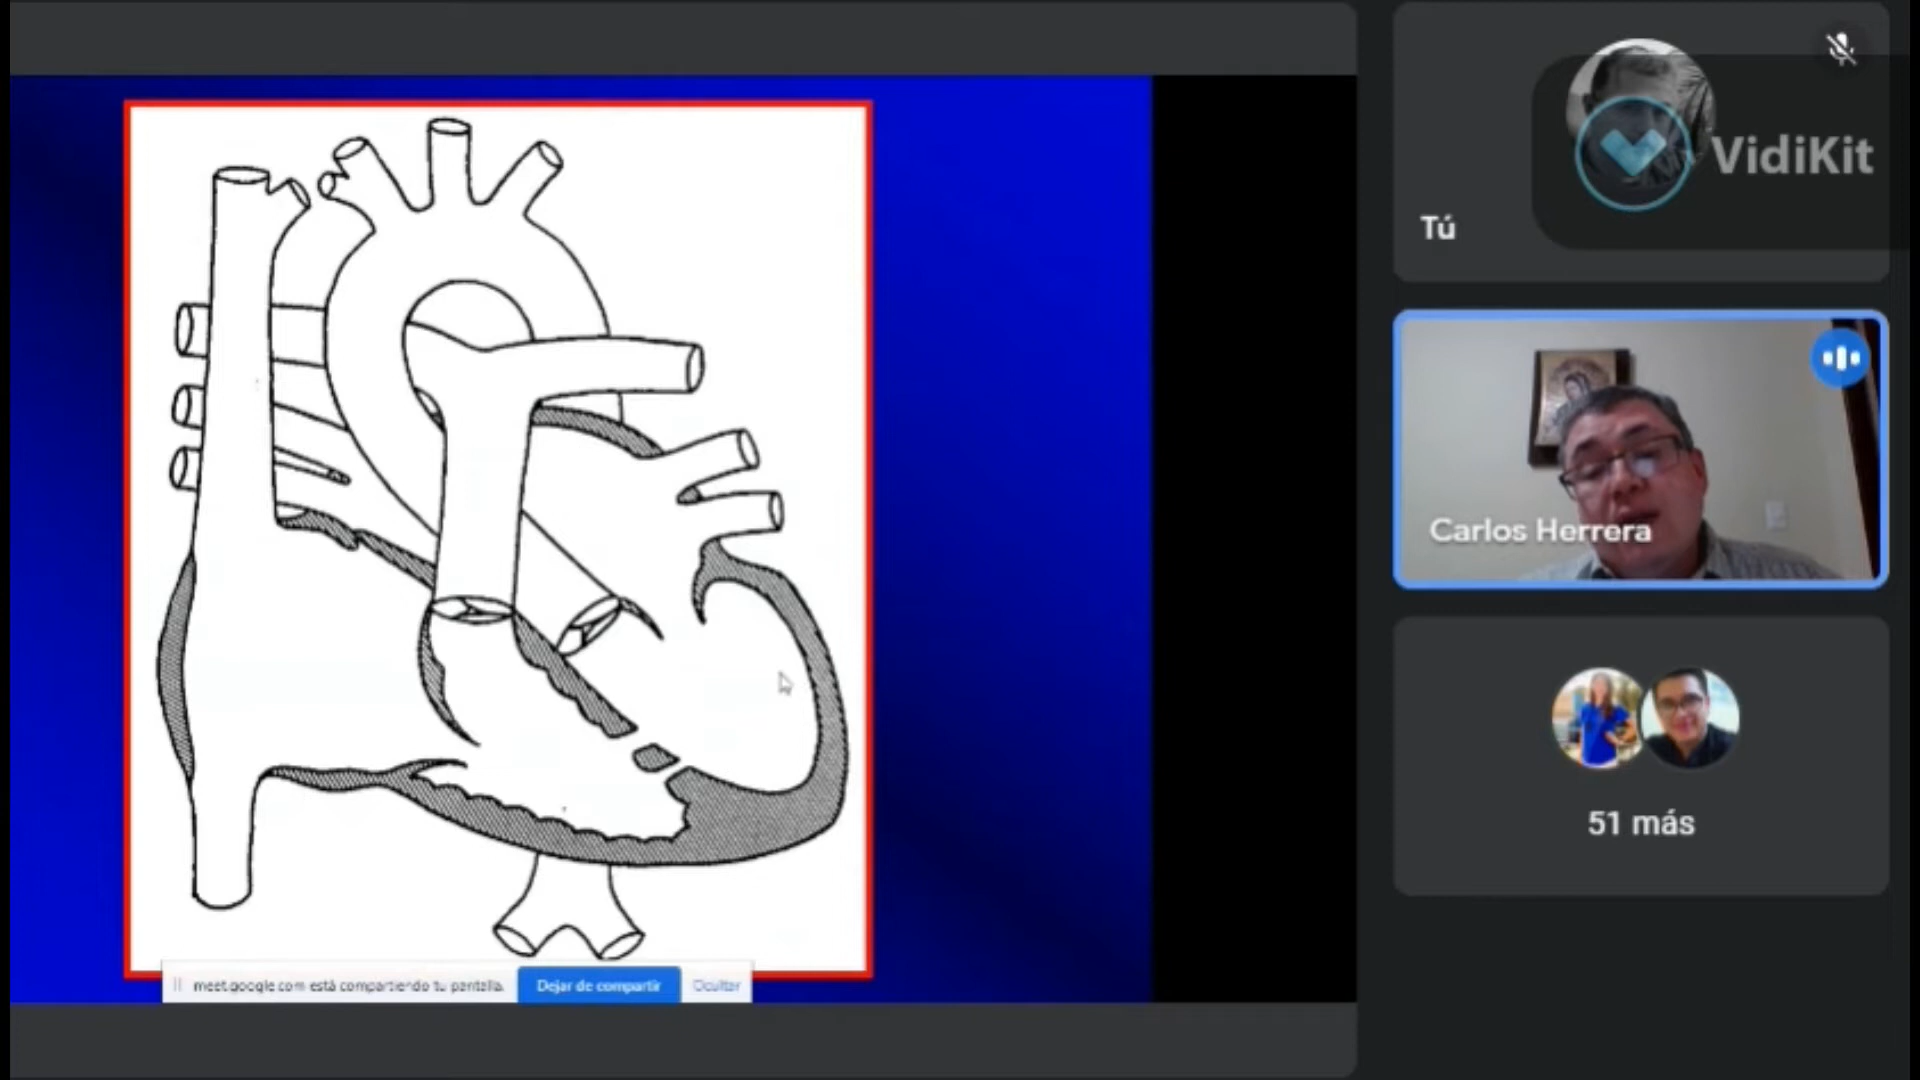 VidiKit
Tú
Carlos Herrera
51 más
meet.google.com está compartiendo tu pantalla.
Dejar de compartir
Ocultar